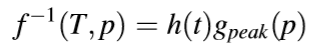 f⁻¹(T, p) = h(t)g_{peak}(p)